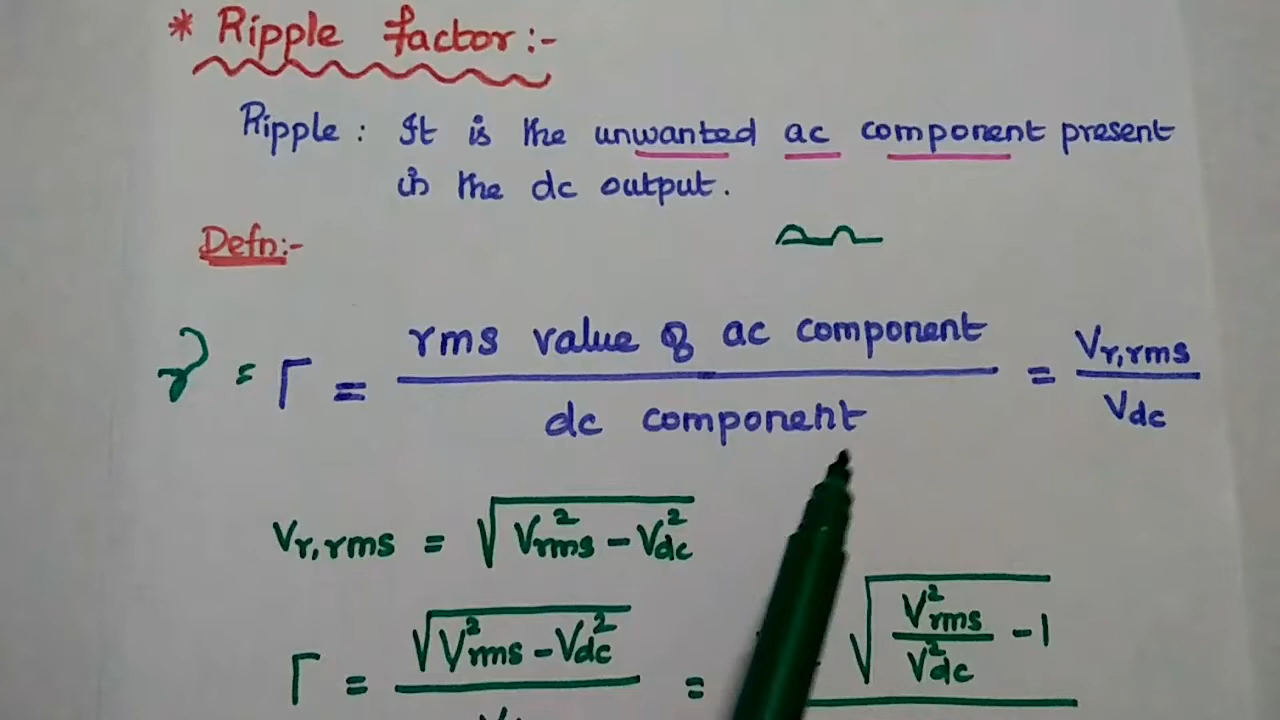 * Ripple factor:-
Ripple : It is the unwanted ac component present
in the dc output.
Defn:-
γ = Γ = rms value of ac component / dc component = Vr,rms / Vdc
Vr,rms = √(V²rms - V²dc)
Γ = √(V²rms - V²dc) = √(V²rms / V²dc - 1)